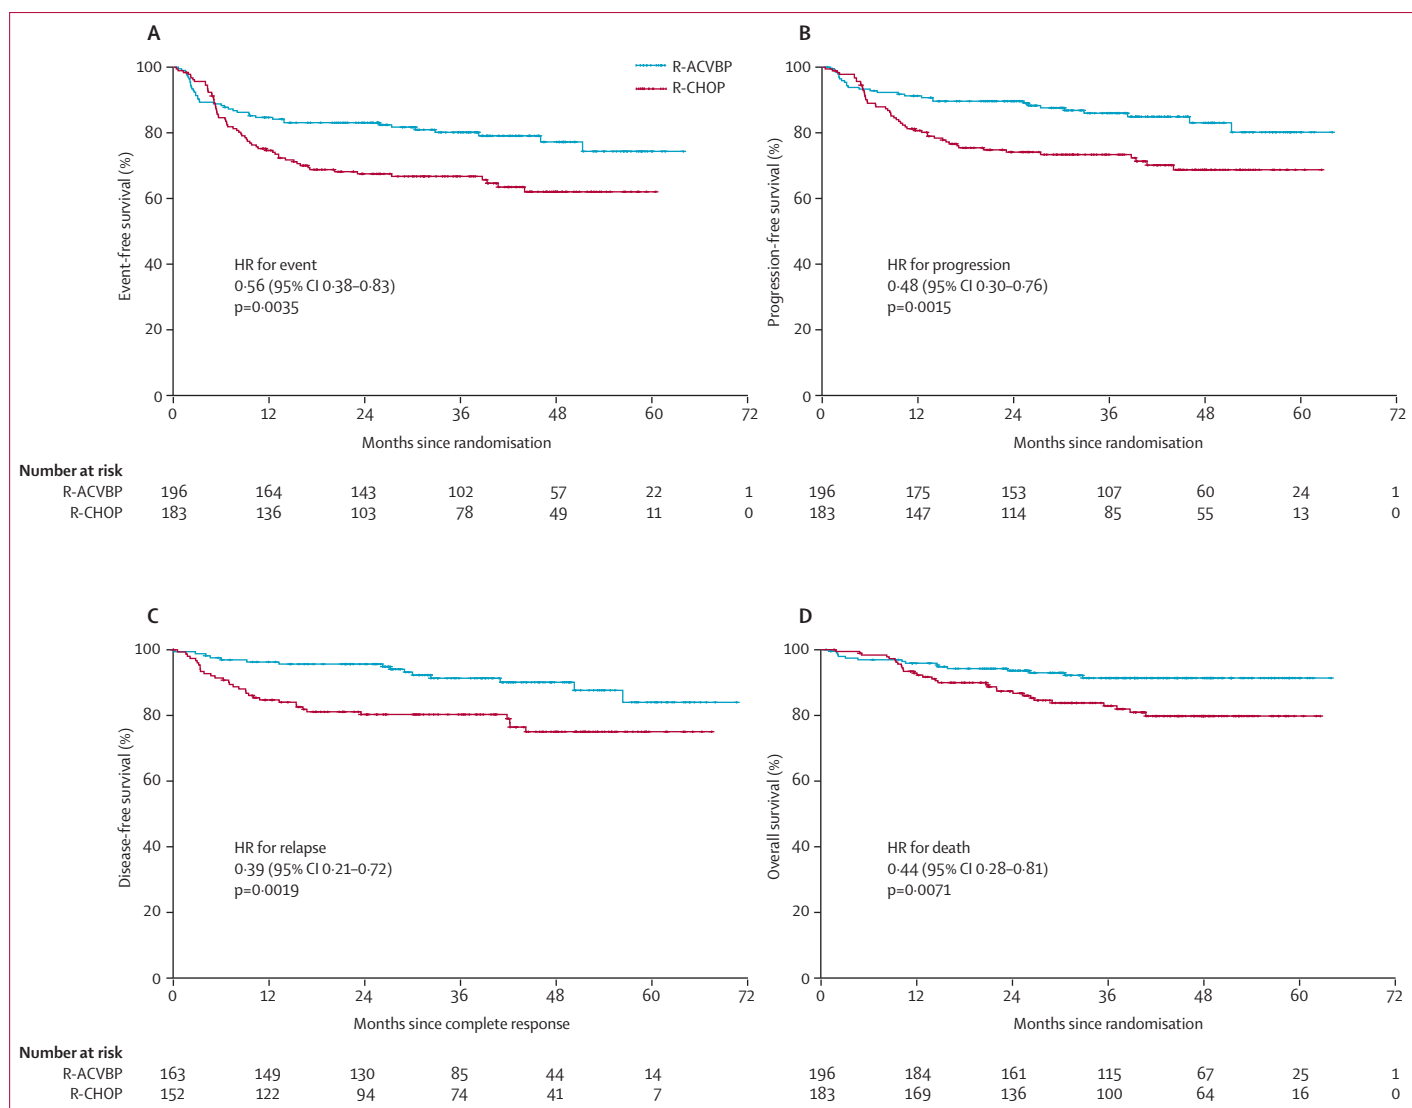 A
100
80
60
40
20
0
Event-free survival (%)
R-ACVBP
R-CHOP
HR for event
0·56 (95% CI 0·38–0·83)
p=0·0035
0 12 24 36 48 60 72
Months since randomisation
B
100
80
60
40
20
0
Progression-free survival (%)
HR for progression
0·48 (95% CI 0·30–0·76)
p=0·0015
0 12 24 36 48 60 72
Months since randomisation
Number at risk
R-ACVBP 196 164 143 102 57 22 1 196 175 153 107 60 24 1
R-CHOP 183 136 103 78 49 11 0 183 147 114 85 55 13 0
C
100
80
60
40
20
0
Disease-free survival (%)
HR for relapse
0·39 (95% CI 0·21–0·72)
p=0·0019
0 12 24 36 48 60 72
Months since complete response
D
100
80
60
40
20
0
Overall survival (%)
HR for death
0·44 (95% CI 0·28–0·81)
p=0·0071
0 12 24 36 48 60 72
Months since randomisation
Number at risk
R-ACVBP 163 149 130 85 44 14 196 184 161 115 67 25 1
R-CHOP 152 122 94 74 41 7 183 169 136 100 64 16 0